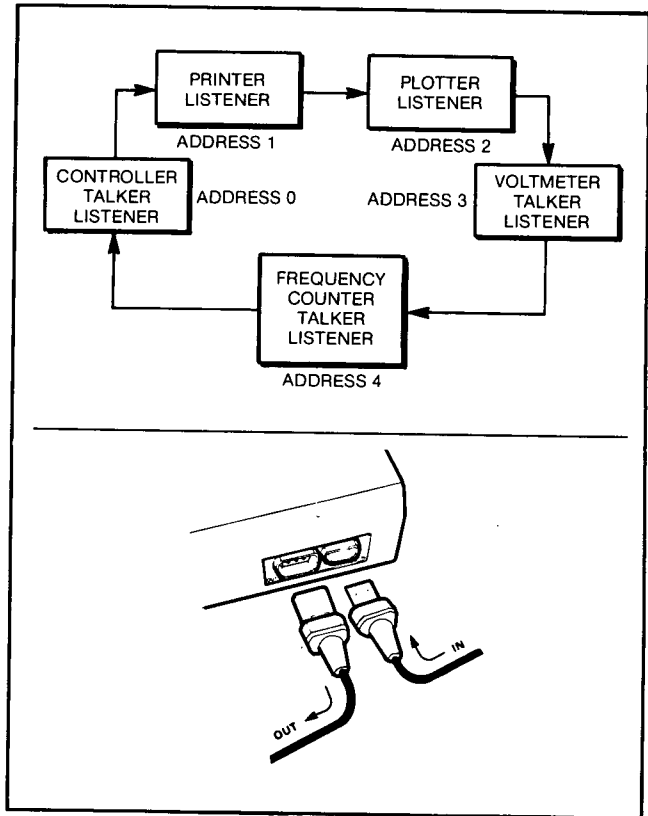 PRINTER
LISTENER
ADDRESS 1
PLOTTER
LISTENER
ADDRESS 2
CONTROLLER
TALKER
LISTENER
ADDRESS 0
ADDRESS 3
VOLTMETER
TALKER
LISTENER
FREQUENCY
COUNTER
TALKER
LISTENER
ADDRESS 4
IN
OUT